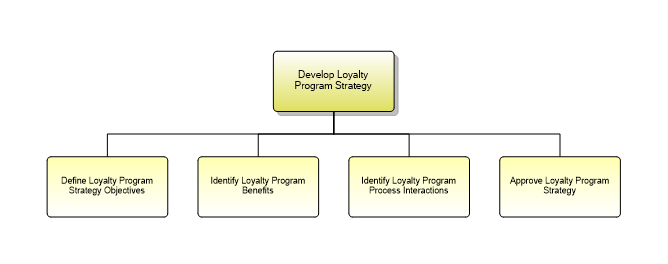 Develop Loyalty
Program Strategy
Define Loyalty Program
Strategy Objectives
Identify Loyalty Program
Benefits
Identify Loyalty Program
Process Interactions
Approve Loyalty Program
Strategy